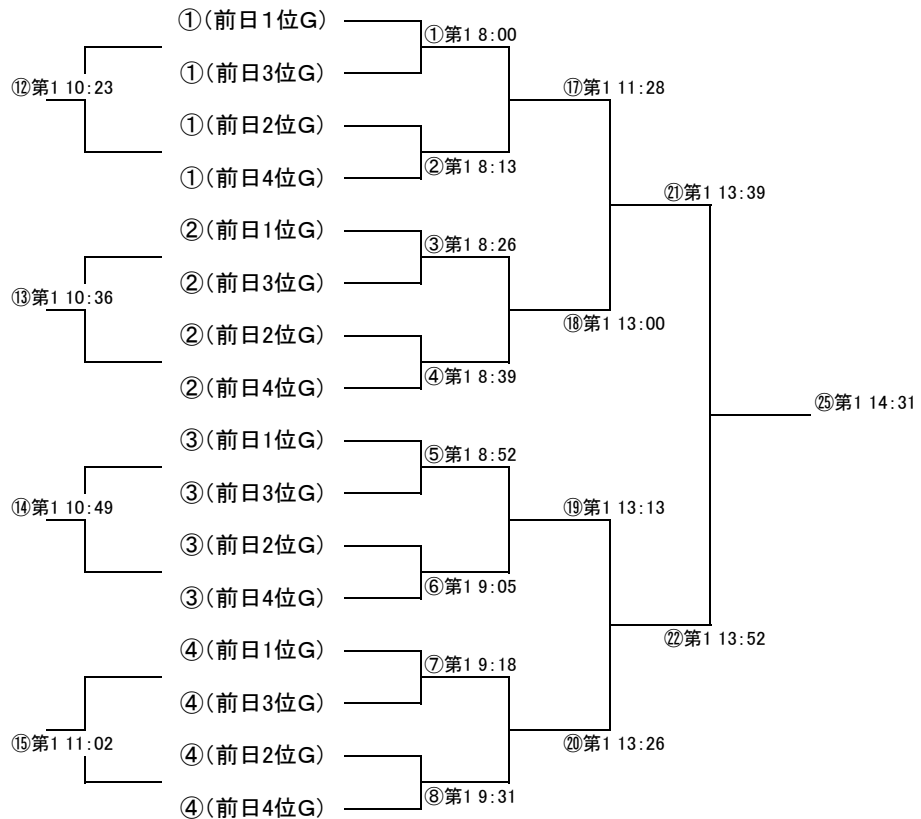 ①(前日1位G)
①第1 8:00
①(前日3位G)
⑫第1 10:23
⑰第1 11:28
①(前日2位G)
②第1 8:13
①(前日4位G)
㉑第1 13:39
②(前日1位G)
③第1 8:26
②(前日3位G)
⑬第1 10:36
⑱第1 13:00
②(前日2位G)
④第1 8:39
②(前日4位G)
㉕第1 14:31
③(前日1位G)
⑤第1 8:52
③(前日3位G)
⑭第1 10:49
⑲第1 13:13
③(前日2位G)
⑥第1 9:05
③(前日4位G)
㉒第1 13:52
④(前日1位G)
⑦第1 9:18
④(前日3位G)
⑮第1 11:02
⑳第1 13:26
④(前日2位G)
⑧第1 9:31
④(前日4位G)